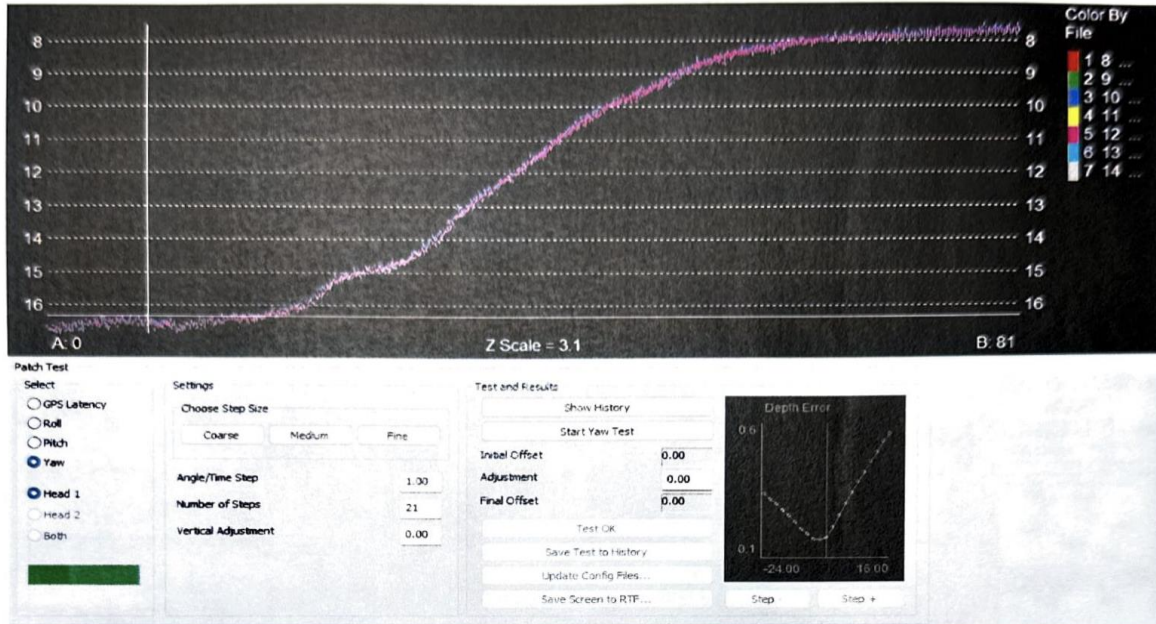 Color By
File
1 8 ...
2 9 ...
3 10 ...
4 11 ...
5 12 ...
6 13 ...
7 14 ...
8 8
9 9
10 10
11 11
12 12
13 13
14 14
15 15
16 16
A: 0 Z Scale = 3.1 B: 81
Patch Test
Select
GPS Latency
Roll
Pitch
Yaw
Head 1
Head 2
Both
Settings
Choose Step Size
Coarse Medium Fine
Angle/Time Step 1.00
Number of Steps 21
Vertical Adjustment 0.00
Test and Results
Show History
Start Yaw Test
Initial Offset 0.00
Adjustment 0.00
Final Offset 0.00
Test OK
Save Test to History
Update Config Files...
Save Screen to RTF...
Depth Error
0.6
0.1
-24.00 16.00
Step - Step +